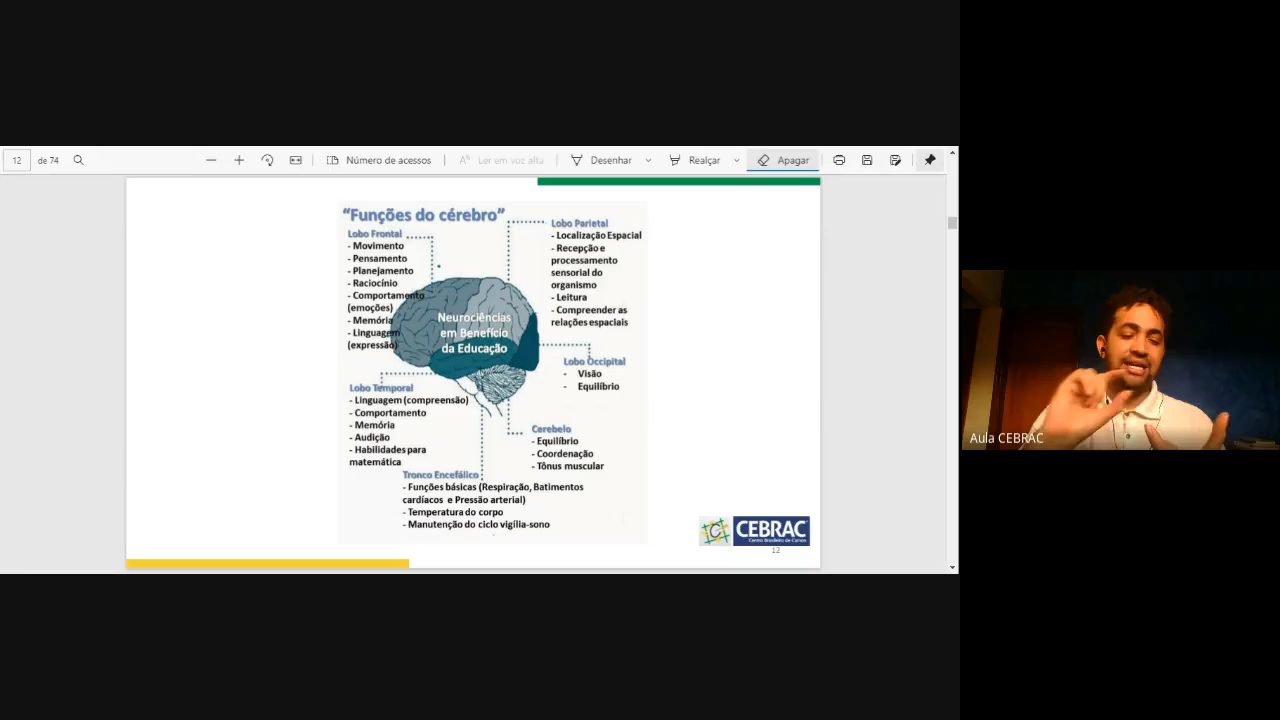 12 de 74
Número de acessos
Ler em voz alta
Desenhar
Realçar
Apagar
“Funções do cérebro”
Lobo Frontal
- Movimento
- Pensamento
- Planejamento
- Raciocínio
- Comportamento
(emoções)
- Memória
- Linguagem
(expressão)
Lobo Parietal
- Localização Espacial
- Recepção e
processamento
sensorial do
organismo
- Leitura
- Compreender as
relações espaciais
Neurociências
em Benefício
da Educação
Lobo Occipital
- Visão
- Equilíbrio
Lobo Temporal
- Linguagem (compreensão)
- Comportamento
- Memória
- Audição
- Habilidades para
matemática
Cerebelo
- Equilíbrio
- Coordenação
- Tônus muscular
Tronco Encefálico
- Funções básicas (Respiração, Batimentos
cardíacos e Pressão arterial)
- Temperatura do corpo
- Manutenção do ciclo vigília-sono
C
CEBRAC
Centro Brasileiro de Cursos
12
Aula CEBRAC